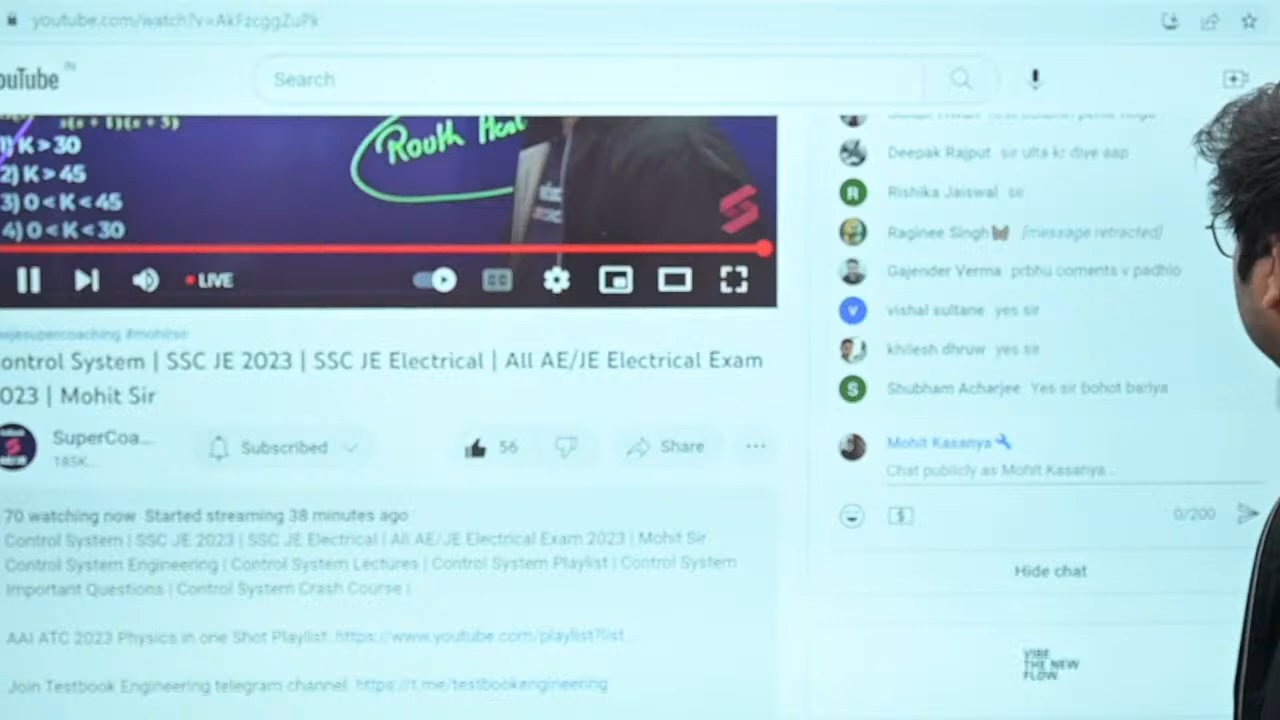 youtube.com/watch?v=AkFzcggZuPk
ouTube IN
Search
s(s + 1)(s + 3)
1) K > 30
2) K > 45
3) 0 < K < 45
4) 0 < K < 30
Routh
LIVE
#mohitsir
ontrol System | SSC JE 2023 | SSC JE Electrical | All AE/JE Electrical Exam
023 | Mohit Sir
SuperCoa...
185K...
Subscribed
56
Share
70 watching now Started streaming 38 minutes ago
Control System | SSC JE 2023 | SSC JE Electrical | All AE/JE Electrical Exam 2023 | Mohit Sir
Control System Engineering | Control System Lectures | Control System Playlist | Control System
Important Questions | Control System Crash Course |
AAI ATC 2023 Physics in one Shot Playlist: https://www.youtube.com/playlist?list...
Join Testbook Engineering telegram channel: https://t.me/testbookengineering
Deepak Rajput sir ulta kr diye aap
R Rishika Jaiswal sir
Raginee Singh [message retracted]
Gajender Verma prbhu coments v padhlo
v vishal sultane yes sir
khilesh dhruw yes sir
S Shubham Acharjee Yes sir bohot bariya
Mohit Kasanya
Chat publicly as Mohit Kasanya...
0/200
Hide chat
VIBE
THE NEW
FLOW.